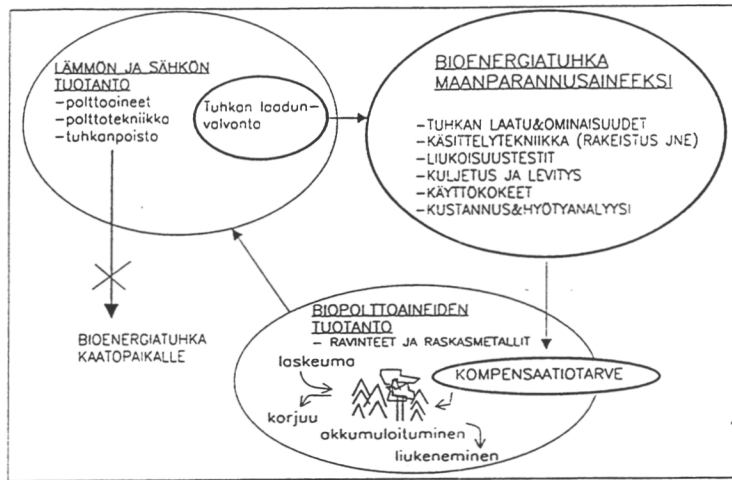 LÄMMÖN JA SÄHKÖN
TUOTANTO
-polttoaineet
-polttotekniikka
-tuhkanpoisto
Tuhkan laadun-
valvonta
BIOENERGIATUHKA
MAANPARANNUSAINEEKSI
-TUHKAN LAATU&OMINAISUUDET
-KÄSITTELYTEKNIIKKA (RAKEISTUS JNE)
-LIUKOISUUSTESTIT
-KULJETUS JA LEVITYS
-KÄYTTÖKOKEET
-KUSTANNUS&HYÖTYANALYYSI
BIOENERGIATUHKA
KAATOPAIKALLE
BIOPOLTTOAINEIDEN
TUOTANTO
- RAVINTEET JA RASKASMETALLIT
laskeuma
KOMPENSAATIOTARVE
korjuu
akkumuloituminen
liukeneminen